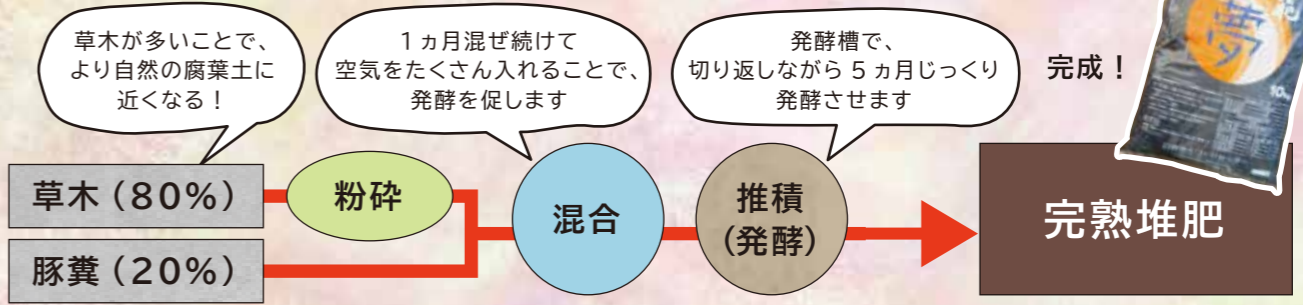 草木が多いことで、
より自然の腐葉土に
近くなる！
1ヵ月混ぜ続けて
空気をたくさん入れることで、
発酵を促します
発酵槽で、
切り返しながら5ヵ月じっくり
発酵させます
完成！
夢
10
草木（80%）
豚糞（20%）
粉砕
混合
推積
（発酵）
完熟堆肥